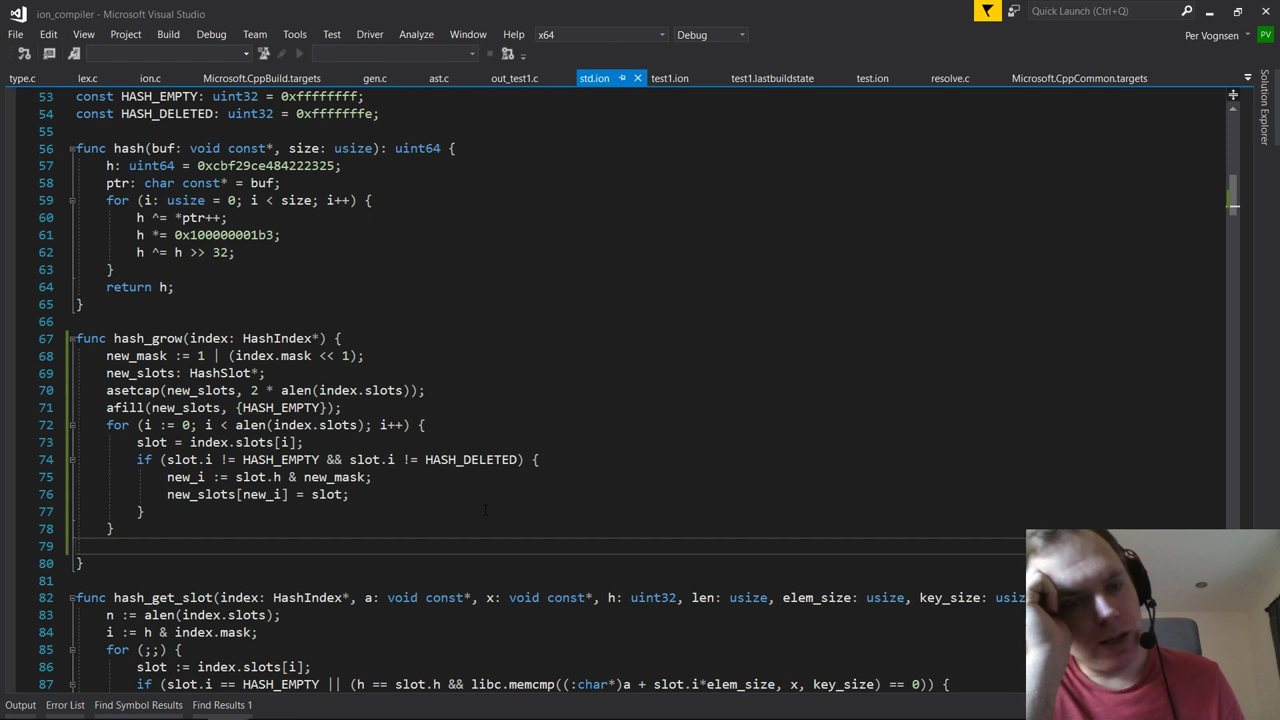 ion_compiler - Microsoft Visual Studio
Quick Launch (Ctrl+Q)
File Edit View Project Build Debug Team Tools Test Driver Analyze Window Help x64 Debug Per Vognsen PV
type.c lex.c ion.c Microsoft.CppBuild.targets gen.c ast.c out_test1.c std.ion test1.ion test1.lastbuildstate test.ion resolve.c Microsoft.CppCommon.targets
Solution Explorer
53 const HASH_EMPTY: uint32 = 0xffffffff;
54 const HASH_DELETED: uint32 = 0xfffffffe;
55
56 func hash(buf: void const*, size: usize): uint64 {
57 h: uint64 = 0xcbf29ce484222325;
58 ptr: char const* = buf;
59 for (i: usize = 0; i < size; i++) {
60 h ^= *ptr++;
61 h *= 0x100000001b3;
62 h ^= h >> 32;
63 }
64 return h;
65 }
66
67 func hash_grow(index: HashIndex*) {
68 new_mask := 1 | (index.mask << 1);
69 new_slots: HashSlot*;
70 asetcap(new_slots, 2 * alen(index.slots));
71 afill(new_slots, {HASH_EMPTY});
72 for (i := 0; i < alen(index.slots); i++) {
73 slot = index.slots[i];
74 if (slot.i != HASH_EMPTY && slot.i != HASH_DELETED) {
75 new_i := slot.h & new_mask;
76 new_slots[new_i] = slot;
77 }
78 }
79
80 }
81
82 func hash_get_slot(index: HashIndex*, a: void const*, x: void const*, h: uint32, len: usize, elem_size: usize, key_size: usi
83 n := alen(index.slots);
84 i := h & index.mask;
85 for (;;) {
86 slot := index.slots[i];
87 if (slot.i == HASH_EMPTY || (h == slot.h && libc.memcmp((:char*)a + slot.i*elem_size, x, key_size) == 0)) {
Output Error List Find Symbol Results Find Results 1